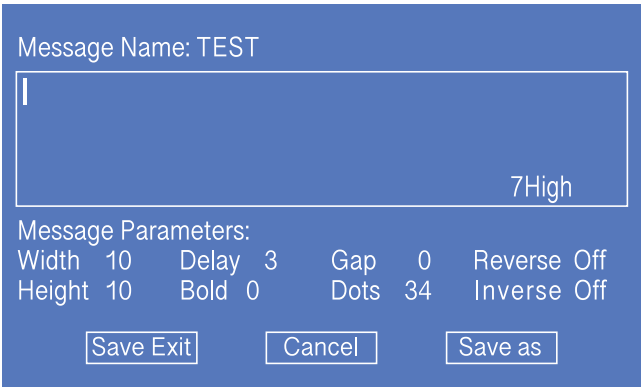 Message Name: TEST
7High
Message Parameters:
Width 10 Delay 3 Gap 0 Reverse Off
Height 10 Bold 0 Dots 34 Inverse Off
Save Exit Cancel Save as